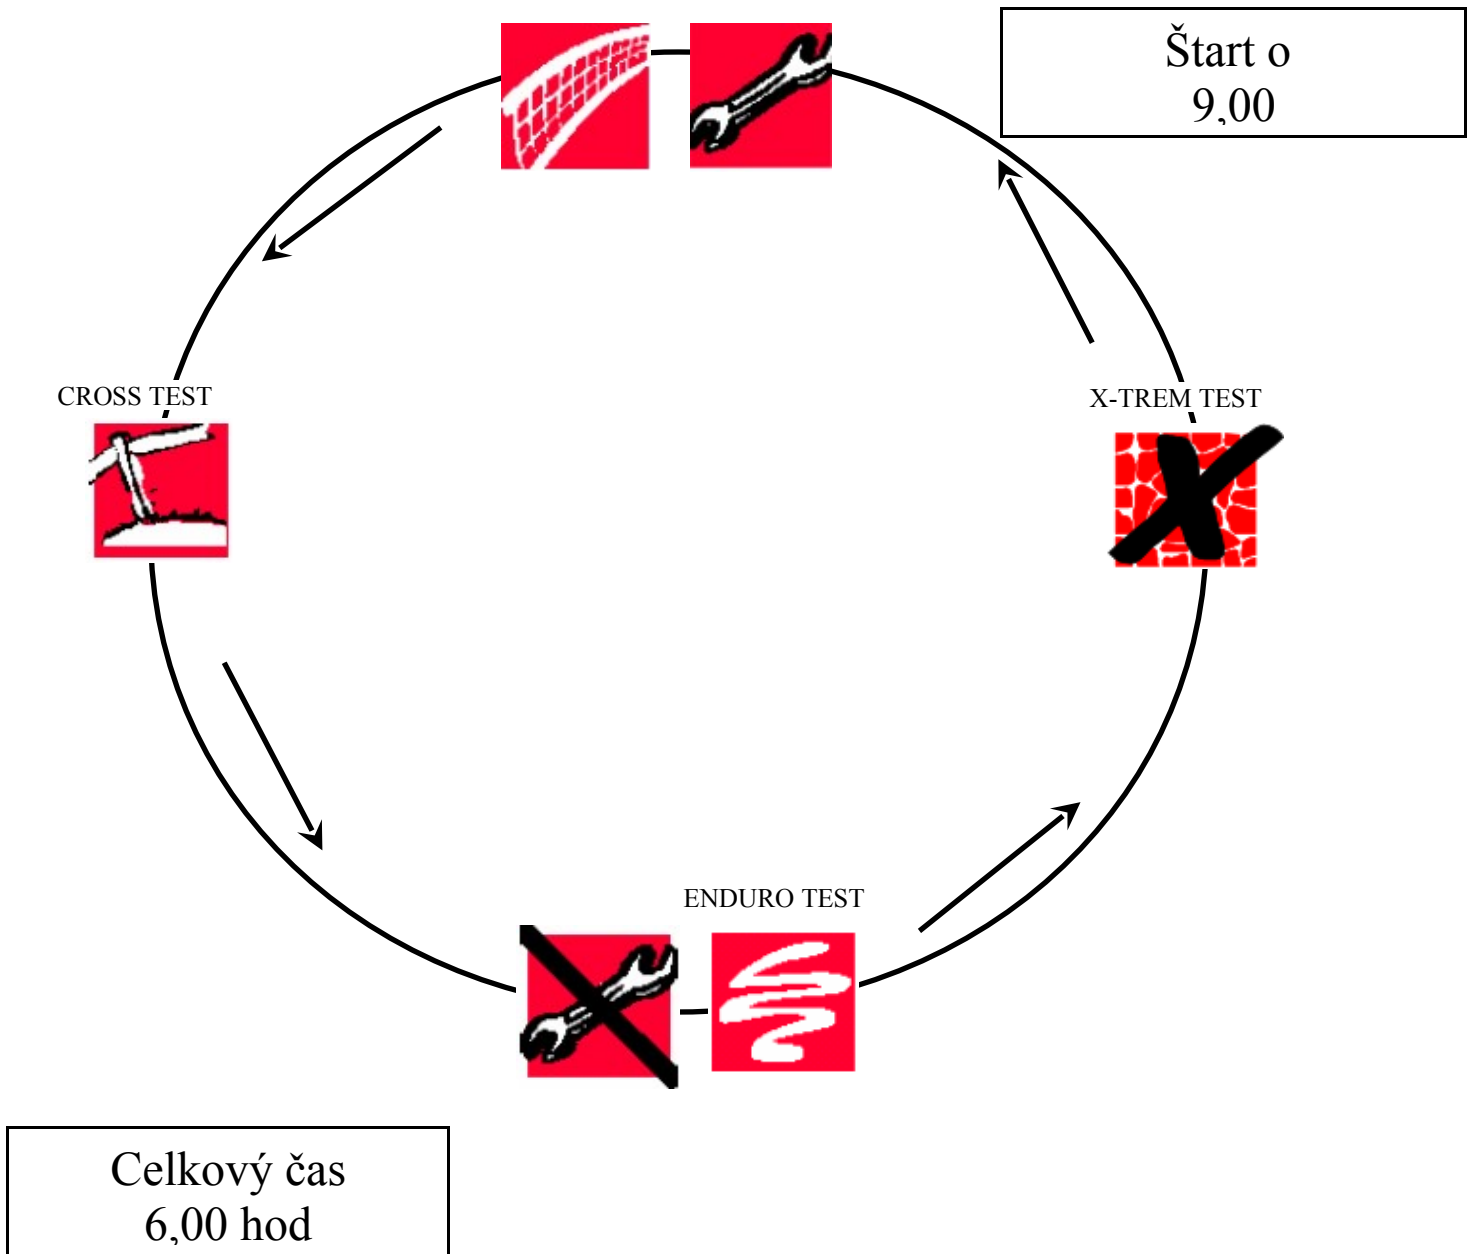 Štart o
9,00
CROSS TEST
X-TREM TEST
ENDURO TEST
Celkový čas
6,00 hod